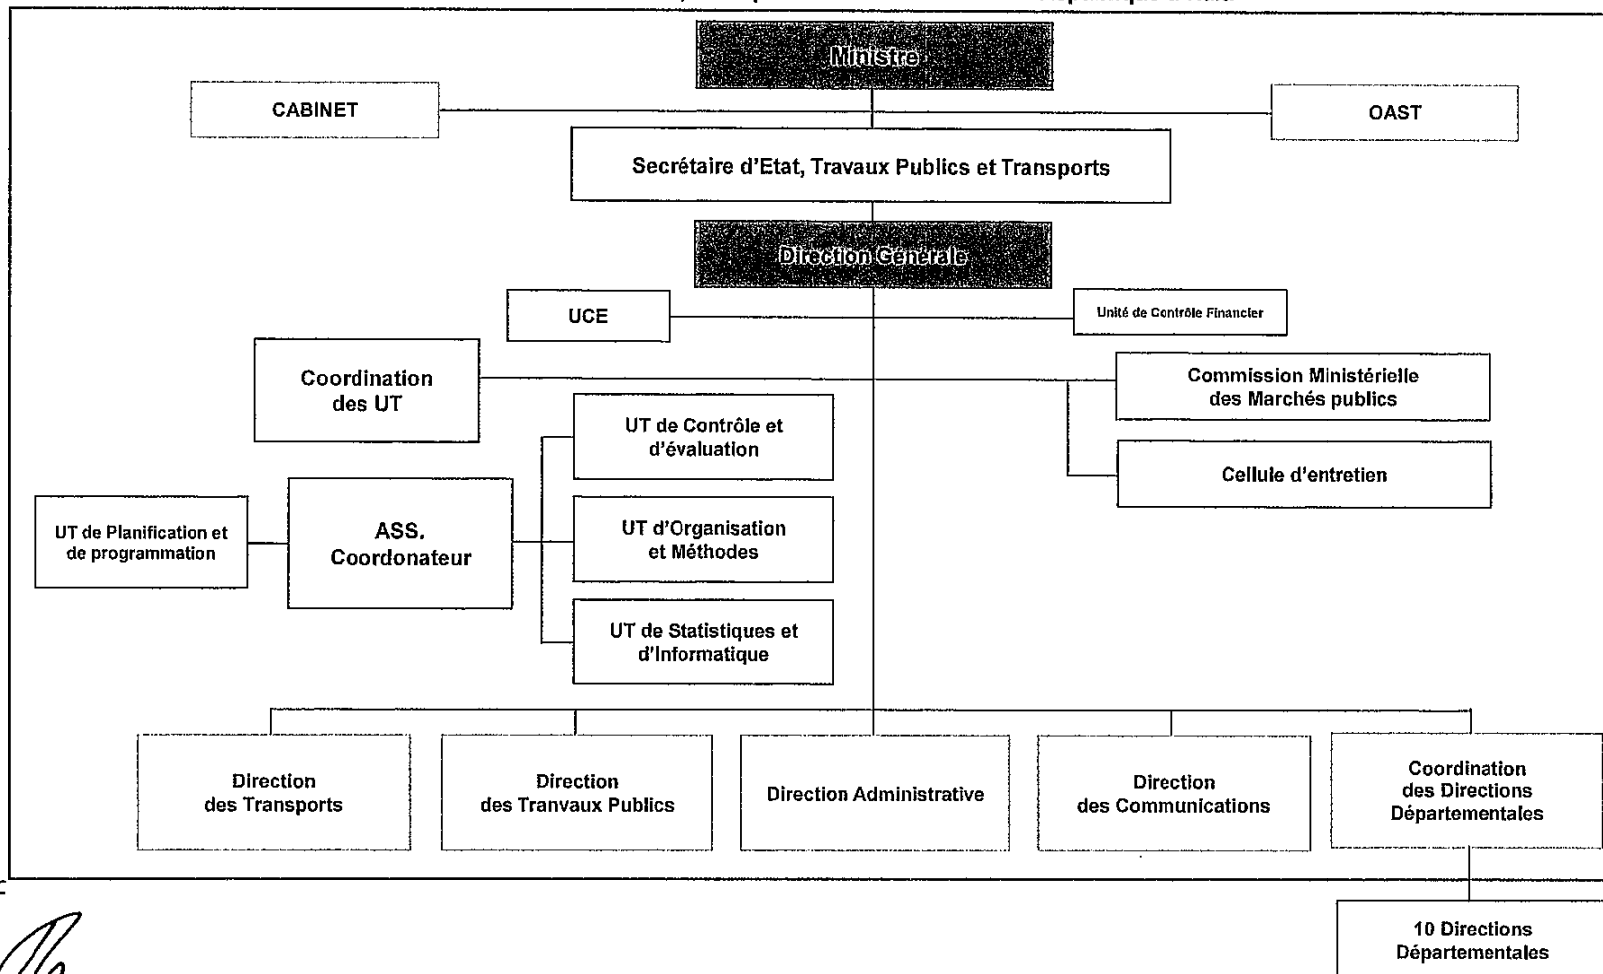 Ministre
CABINET
OAST
Secrétaire d'Etat, Travaux Publics et Transports
Direction Générale
UCE
Unité de Contrôle Financier
Coordination
des UT
Commission Ministérielle
des Marchés publics
UT de Contrôle et
d'évaluation
Cellule d'entretien
UT de Planification et
de programmation
ASS.
Coordonateur
UT d'Organisation
et Méthodes
UT de Statistiques et
d'Informatique
Direction
des Transports
Direction
des Tranvaux Publics
Direction Administrative
Direction
des Communications
Coordination
des Directions
Départementales
10 Directions
Départementales